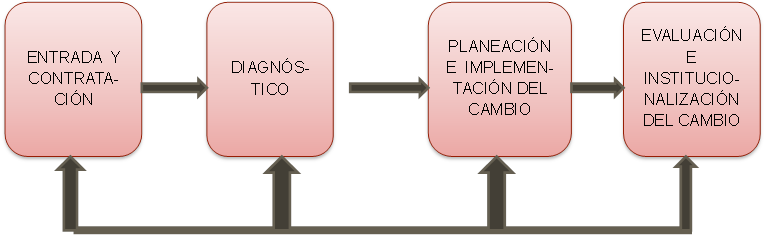 ENTRADA Y
CONTRATA-
CIÓN
DIAGNÓS-
TICO
PLANEACIÓN
E IMPLEMEN-
TACIÓN DEL
CAMBIO
EVALUACIÓN
E
INSTITUCIO-
NALIZACIÓN
DEL CAMBIO